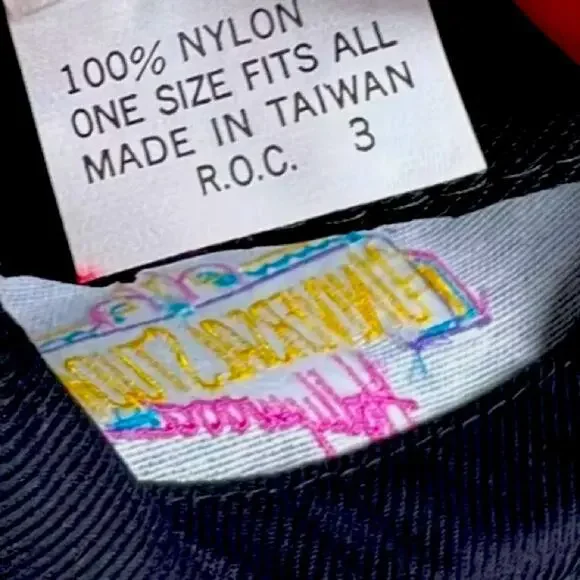 100% NYLON
ONE SIZE FITS ALL
MADE IN TAIWAN
R.O.C. 3